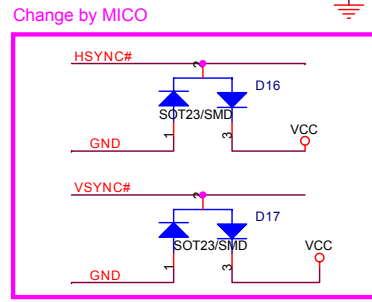 Change by MICO
HSYNC#
2
D16
SOT23/SMD
VCC
GND
1
3
VSYNC#
2
D17
SOT23/SMD
VCC
GND
1
3